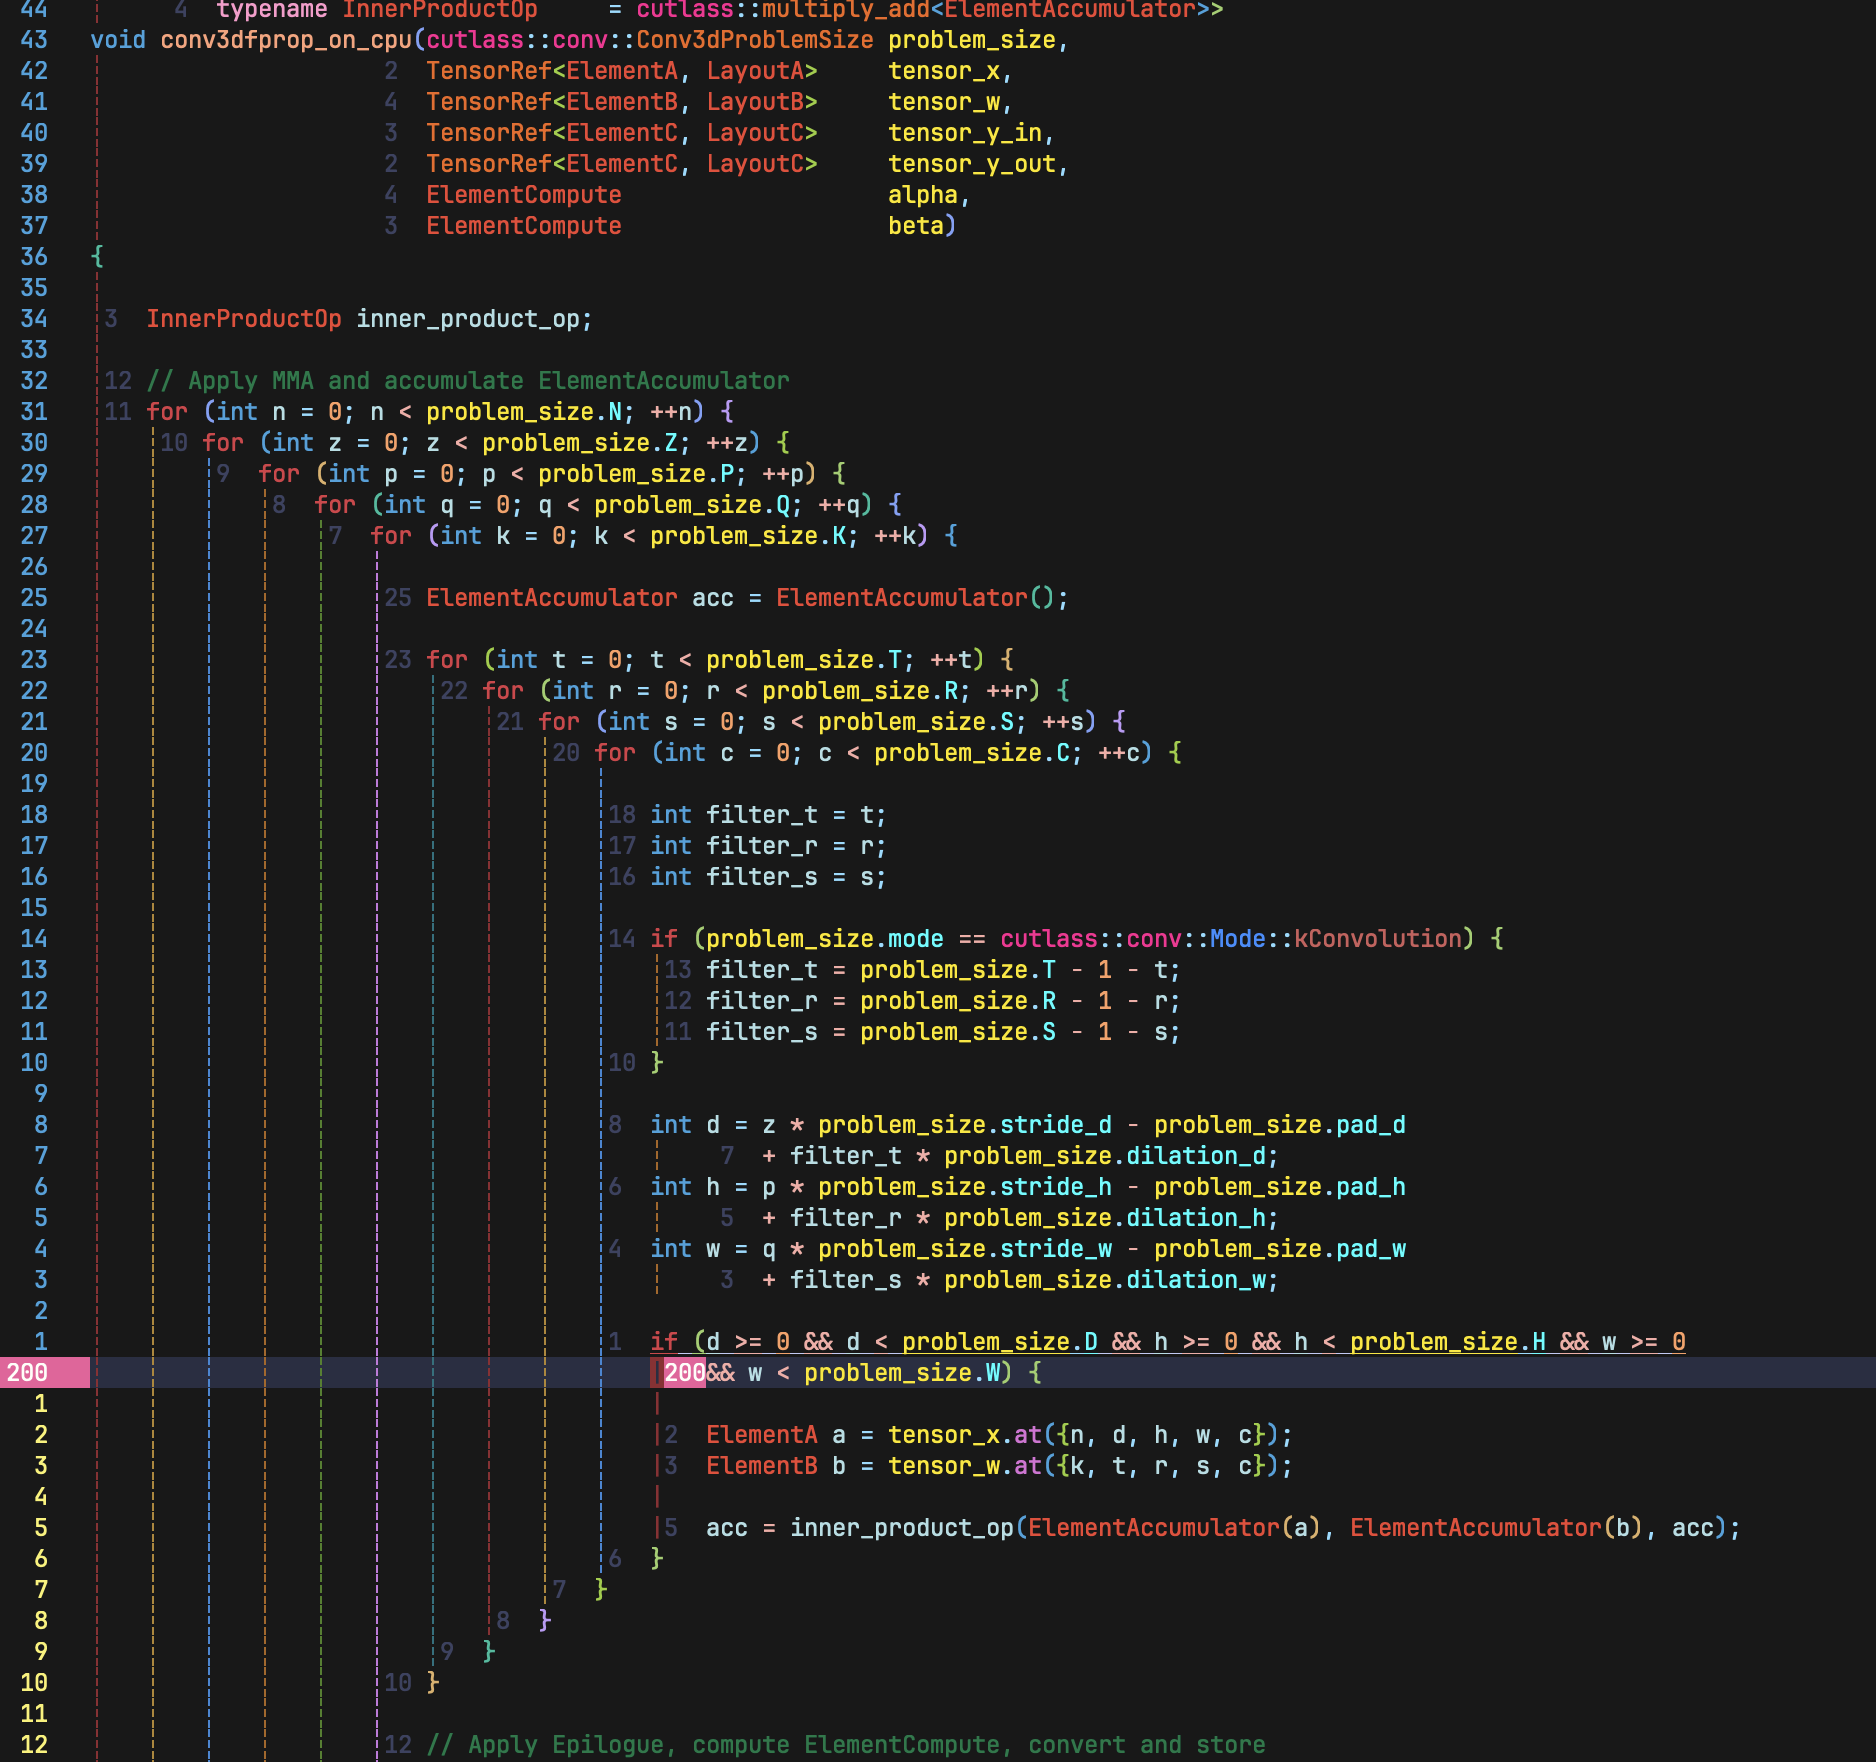 44 4 typename InnerProductOp = cutlass::multiply_add<ElementAccumulator>>
43 void conv3dfprop_on_cpu(cutlass::conv::Conv3dProblemSize problem_size,
42 2 TensorRef<ElementA, LayoutA> tensor_x,
41 4 TensorRef<ElementB, LayoutB> tensor_w,
40 3 TensorRef<ElementC, LayoutC> tensor_y_in,
39 2 TensorRef<ElementC, LayoutC> tensor_y_out,
38 4 ElementCompute alpha,
37 3 ElementCompute beta)
36 {
35
34 3 InnerProductOp inner_product_op;
33
32 12 // Apply MMA and accumulate ElementAccumulator
31 11 for (int n = 0; n < problem_size.N; ++n) {
30 10 for (int z = 0; z < problem_size.Z; ++z) {
29 9 for (int p = 0; p < problem_size.P; ++p) {
28 8 for (int q = 0; q < problem_size.Q; ++q) {
27 7 for (int k = 0; k < problem_size.K; ++k) {
26
25 25 ElementAccumulator acc = ElementAccumulator();
24
23 23 for (int t = 0; t < problem_size.T; ++t) {
22 22 for (int r = 0; r < problem_size.R; ++r) {
21 21 for (int s = 0; s < problem_size.S; ++s) {
20 20 for (int c = 0; c < problem_size.C; ++c) {
19
18 18 int filter_t = t;
17 17 int filter_r = r;
16 16 int filter_s = s;
15
14 14 if (problem_size.mode == cutlass::conv::Mode::kConvolution) {
13 13 filter_t = problem_size.T - 1 - t;
12 12 filter_r = problem_size.R - 1 - r;
11 11 filter_s = problem_size.S - 1 - s;
10 10 }
9
8 8 int d = z * problem_size.stride_d - problem_size.pad_d
7 7 + filter_t * problem_size.dilation_d;
6 6 int h = p * problem_size.stride_h - problem_size.pad_h
5 5 + filter_r * problem_size.dilation_h;
4 4 int w = q * problem_size.stride_w - problem_size.pad_w
3 3 + filter_s * problem_size.dilation_w;
2
1 1 if (d >= 0 && d < problem_size.D && h >= 0 && h < problem_size.H && w >= 0
200 200&& w < problem_size.W) {
1
2 2 ElementA a = tensor_x.at({n, d, h, w, c});
3 3 ElementB b = tensor_w.at({k, t, r, s, c});
4
5 5 acc = inner_product_op(ElementAccumulator(a), ElementAccumulator(b), acc);
6 6 }
7 7 }
8 8 }
9 9 }
10 10 }
11
12 12 // Apply Epilogue, compute ElementCompute, convert and store